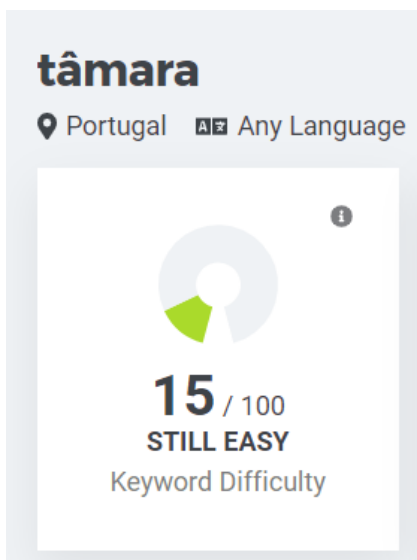 tâmara
Portugal Any Language
15 / 100
STILL EASY
Keyword Difficulty